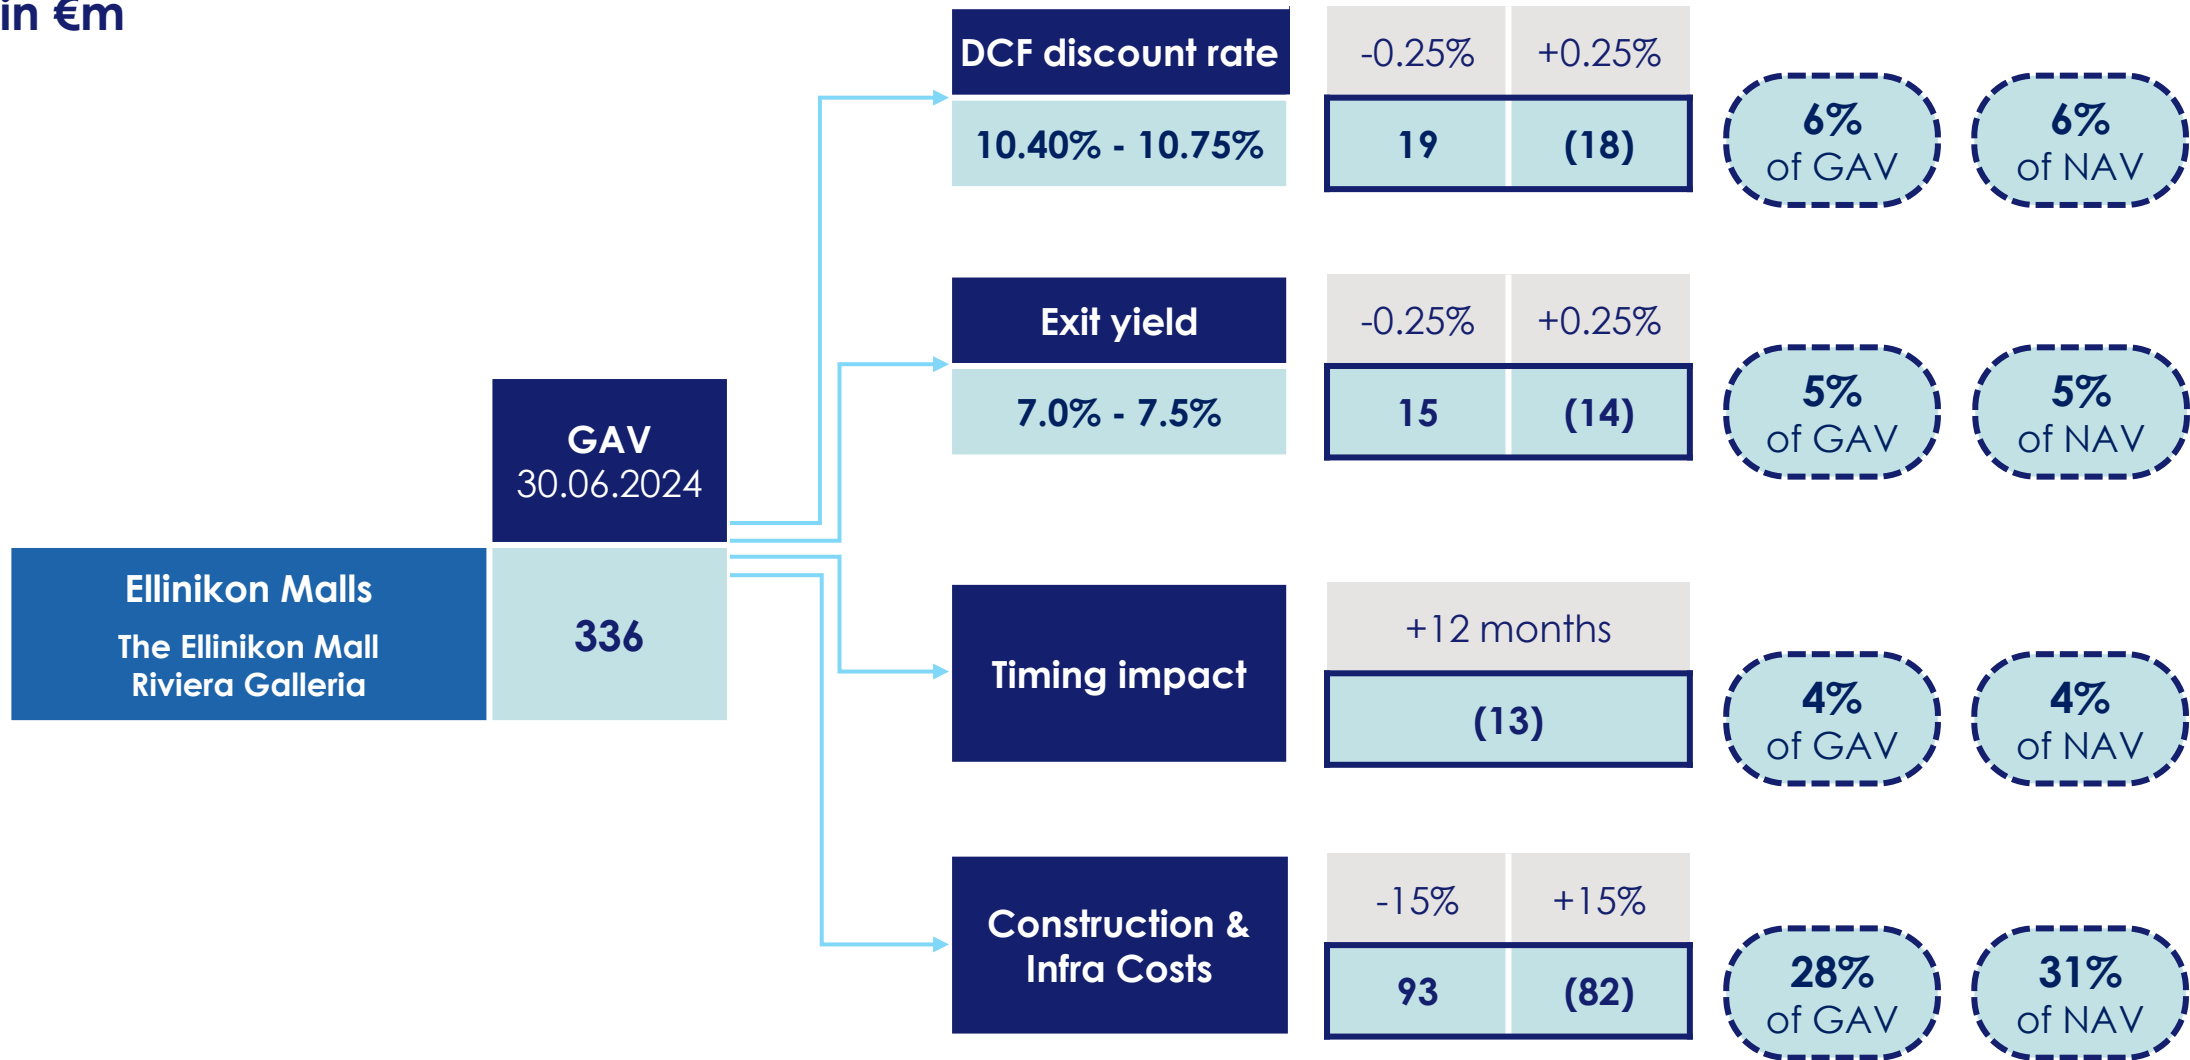 in €m
DCF discount rate
-0.25%
+0.25%
10.40% - 10.75%
19
(18)
6%
of GAV
6%
of NAV
Exit yield
-0.25%
+0.25%
7.0% - 7.5%
15
(14)
5%
of GAV
5%
of NAV
GAV
30.06.2024
Ellinikon Malls
The Ellinikon Mall
Riviera Galleria
336
Timing impact
+12 months
(13)
4%
of GAV
4%
of NAV
Construction &
Infra Costs
-15%
+15%
93
(82)
28%
of GAV
31%
of NAV